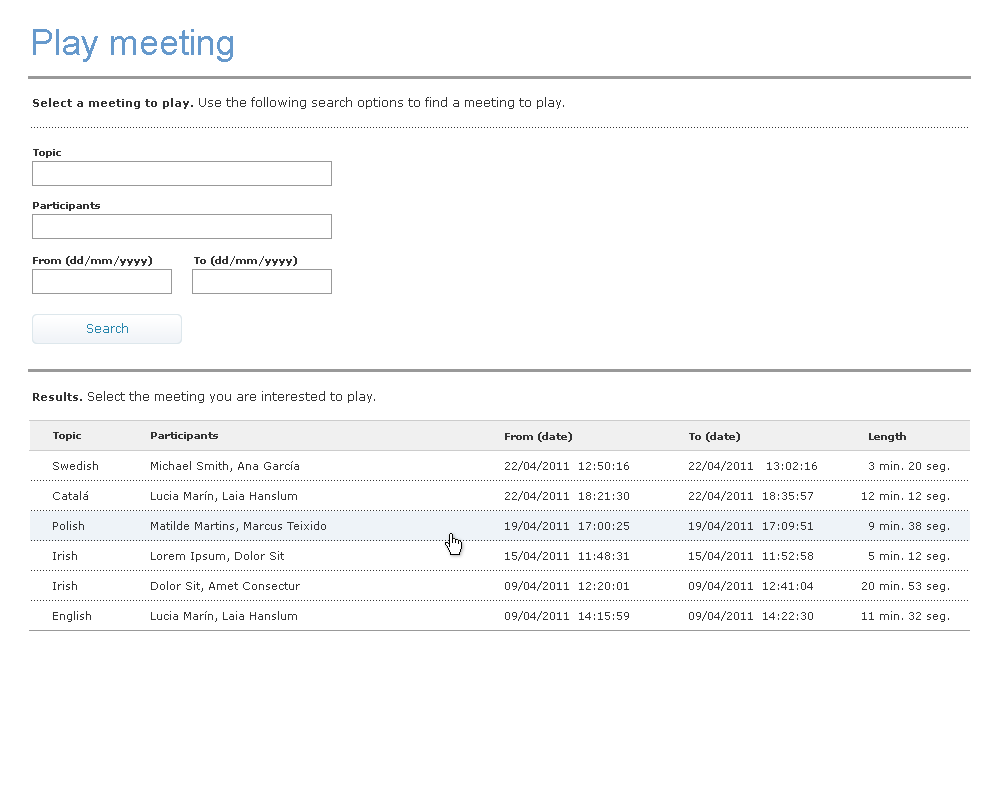 Play meeting
Select a meeting to play. Use the following search options to find a meeting to play.
Topic
Participants
From (dd/mm/yyyy) To (dd/mm/yyyy)
Search
Results. Select the meeting you are interested to play.
Topic Participants From (date) To (date) Length
Swedish Michael Smith, Ana García 22/04/2011 12:50:16 22/04/2011 13:02:16 3 min. 20 seg.
Catalá Lucia Marín, Laia Hanslum 22/04/2011 18:21:30 22/04/2011 18:35:57 12 min. 12 seg.
Polish Matilde Martins, Marcus Teixido 19/04/2011 17:00:25 19/04/2011 17:09:51 9 min. 38 seg.
Irish Lorem Ipsum, Dolor Sit 15/04/2011 11:48:31 15/04/2011 11:52:58 5 min. 12 seg.
Irish Dolor Sit, Amet Consectur 09/04/2011 12:20:01 09/04/2011 12:41:04 20 min. 53 seg.
English Lucia Marín, Laia Hanslum 09/04/2011 14:15:59 09/04/2011 14:22:30 11 min. 32 seg.